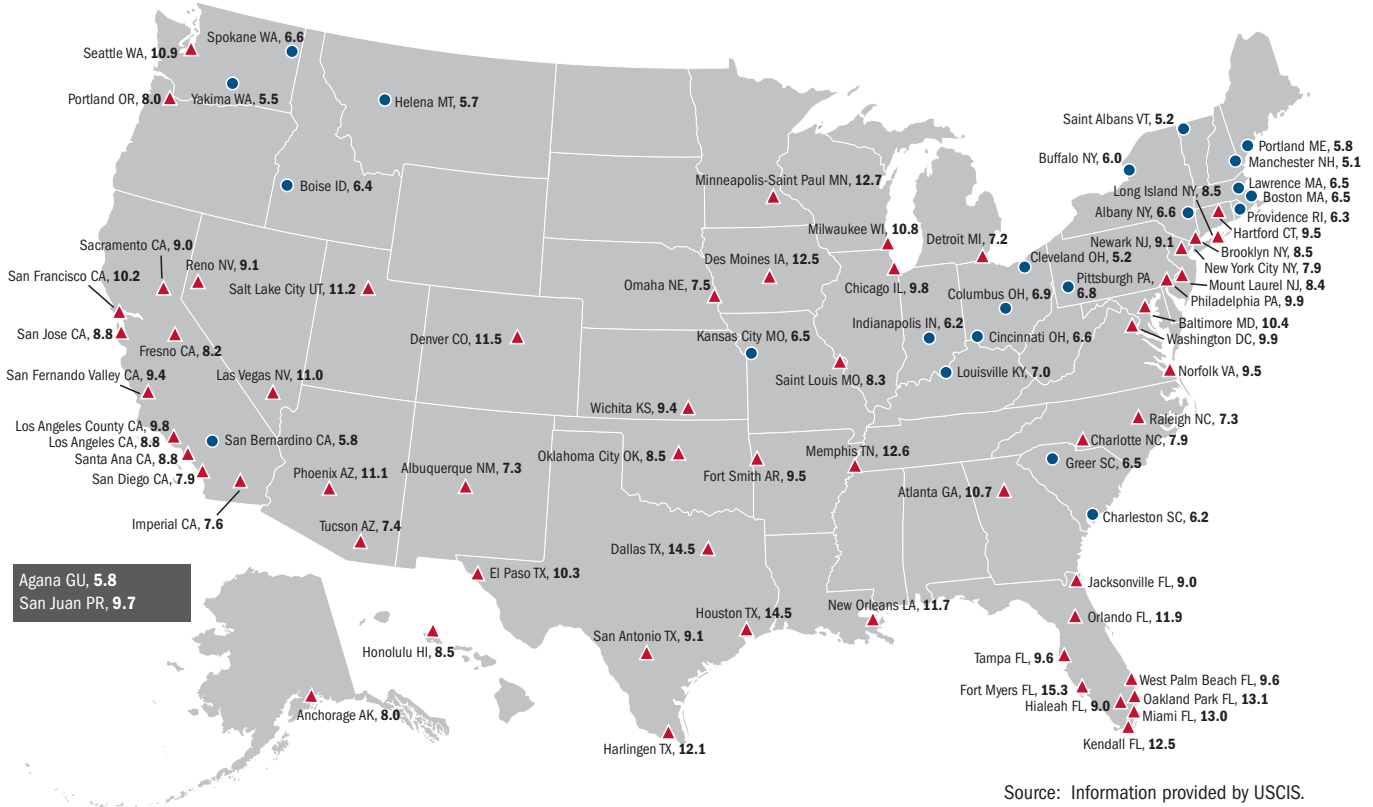 Spokane WA, 6.6
Seattle WA, 10.9
Portland OR, 8.0
Yakima WA, 5.5
Helena MT, 5.7
Boise ID, 6.4
Sacramento CA, 9.0
San Francisco CA, 10.2
Reno NV, 9.1
Salt Lake City UT, 11.2
San Jose CA, 8.8
Fresno CA, 8.2
San Fernando Valley CA, 9.4
Las Vegas NV, 11.0
Los Angeles County CA, 9.8
Los Angeles CA, 8.8
Santa Ana CA, 8.8
San Diego CA, 7.9
San Bernardino CA, 5.8
Imperial CA, 7.6
Phoenix AZ, 11.1
Tucson AZ, 7.4
Albuquerque NM, 7.3
Denver CO, 11.5
Minneapolis-Saint Paul MN, 12.7
Milwaukee WI, 10.8
Des Moines IA, 12.5
Omaha NE, 7.5
Chicago IL, 9.8
Detroit MI, 7.2
Kansas City MO, 6.5
Saint Louis MO, 8.3
Wichita KS, 9.4
Oklahoma City OK, 8.5
Fort Smith AR, 9.5
Memphis TN, 12.6
Indianapolis IN, 6.2
Columbus OH, 6.9
Cleveland OH, 5.2
Cincinnati OH, 6.6
Louisville KY, 7.0
Pittsburgh PA,
6.8
Saint Albans VT, 5.2
Buffalo NY, 6.0
Portland ME, 5.8
Manchester NH, 5.1
Lawrence MA, 6.5
Boston MA, 6.5
Long Island NY, 8.5
Albany NY, 6.6
Providence RI, 6.3
Hartford CT, 9.5
Newark NJ, 9.1
Brooklyn NY, 8.5
New York City NY, 7.9
Mount Laurel NJ, 8.4
Philadelphia PA, 9.9
Baltimore MD, 10.4
Washington DC, 9.9
Norfolk VA, 9.5
Raleigh NC, 7.3
Charlotte NC, 7.9
Greer SC, 6.5
Charleston SC, 6.2
Atlanta GA, 10.7
Dallas TX, 14.5
El Paso TX, 10.3
Houston TX, 14.5
San Antonio TX, 9.1
Harlingen TX, 12.1
New Orleans LA, 11.7
Jacksonville FL, 9.0
Orlando FL, 11.9
Tampa FL, 9.6
Fort Myers FL, 15.3
Hialeah FL, 9.0
West Palm Beach FL, 9.6
Oakland Park FL, 13.1
Miami FL, 13.0
Kendall FL, 12.5
Agana GU, 5.8
San Juan PR, 9.7
Honolulu HI, 8.5
Anchorage AK, 8.0
Source: Information provided by USCIS.